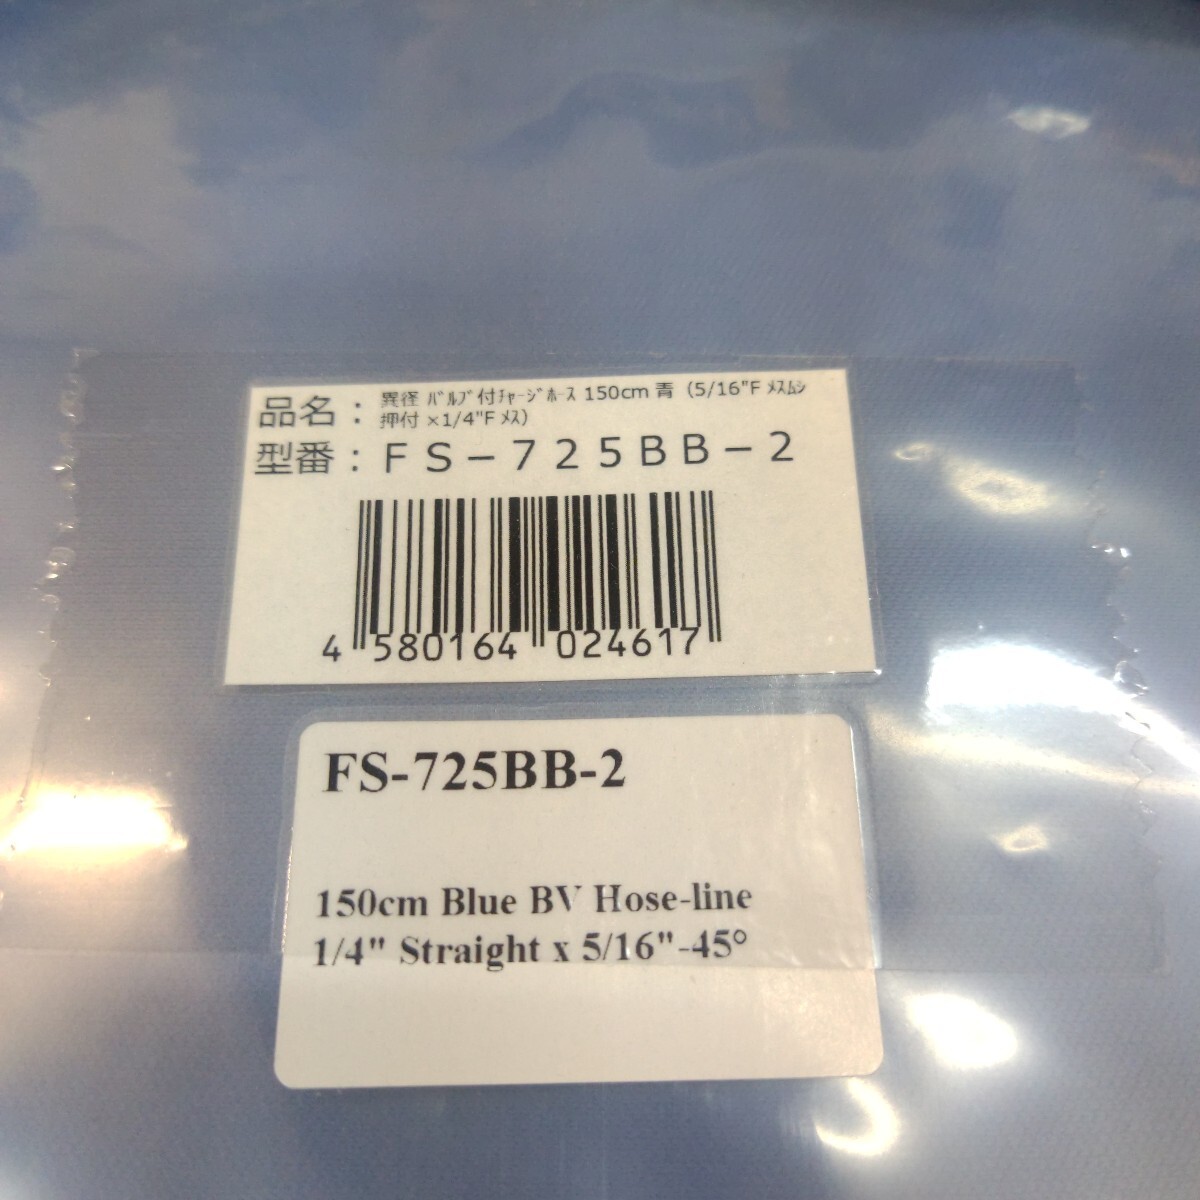 品名：異径 ﾊﾞﾙﾌﾞ付ﾁｬｰｼﾞﾎｰｽ 150cm 青（5/16"F ﾒｽﾑｼ
押付 ×1/4"F ﾒｽ）
型番：ＦＳ－７２５ＢＢ－２
4 580164 024617
FS-725BB-2
150cm Blue BV Hose-line
1/4" Straight x 5/16"-45°